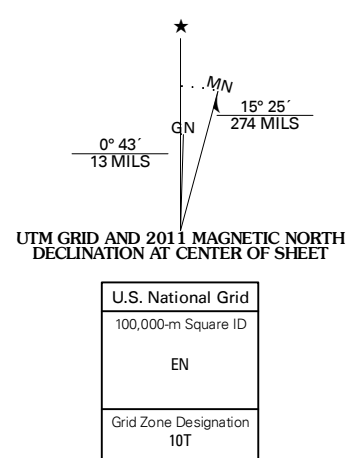 ★
MN
GN
15° 25´
274 MILS
0° 43´
13 MILS
UTM GRID AND 2011 MAGNETIC NORTH
DECLINATION AT CENTER OF SHEET
U.S. National Grid
100,000-m Square ID
EN
Grid Zone Designation
10T